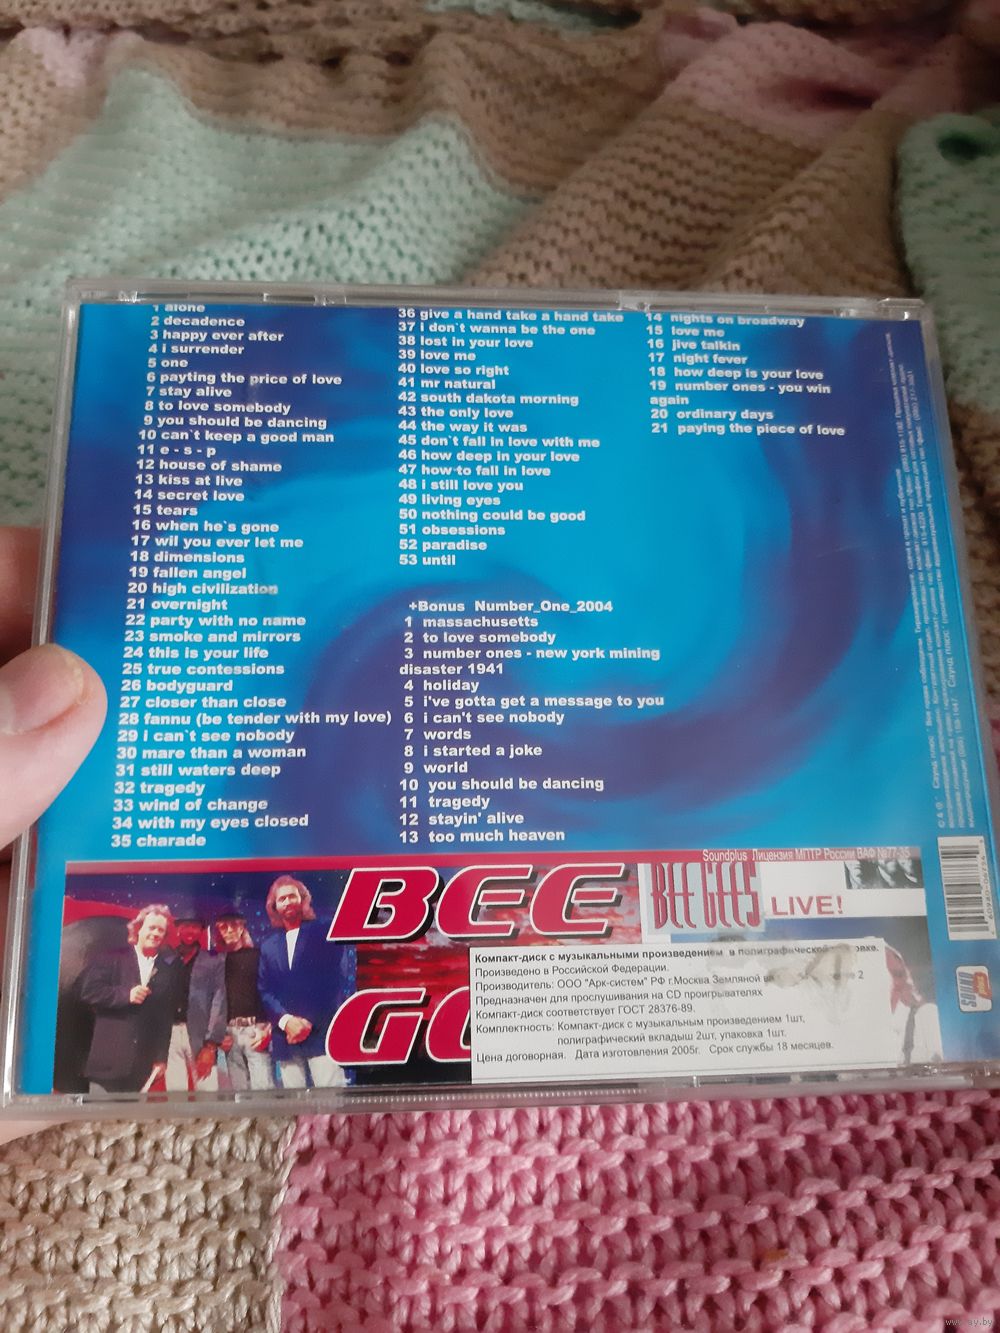 1 alone
2 decadence
3 happy ever after
4 i surrender
5 one
6 payting the price of love
7 stay alive
8 to love somebody
9 you should be dancing
10 can`t keep a good man
11 e - s - p
12 house of shame
13 kiss at live
14 secret love
15 tears
16 when he`s gone
17 wil you ever let me
18 dimensions
19 fallen angel
20 high civilization
21 overnight
22 party with no name
23 smoke and mirrors
24 this is your life
25 true contessions
26 bodyguard
27 closer than close
28 fannu (be tender with my love)
29 i can`t see nobody
30 mare than a woman
31 still waters deep
32 tragedy
33 wind of change
34 with my eyes closed
35 charade
36 give a hand take a hand take
37 i don`t wanna be the one
38 lost in your love
39 love me
40 love so right
41 mr natural
42 south dakota morning
43 the only love
44 the way it was
45 don`t fall in love with me
46 how deep in your love
47 how to fall in love
48 i still love you
49 living eyes
50 nothing could be good
51 obsessions
52 paradise
53 until
+Bonus Number_One_2004
1 massachusetts
2 to love somebody
3 number ones - new york mining
disaster 1941
4 holiday
5 i've gotta get a message to you
6 i can't see nobody
7 words
8 i started a joke
9 world
10 you should be dancing
11 tragedy
12 stayin' alive
13 too much heaven
14 nights on broadway
15 love me
16 jive talkin
17 night fever
18 how deep is your love
19 number ones - you win
again
20 ordinary days
21 paying the piece of love
Soundplus Лицензия МПТР России ВАФ №77-35
BEE
BEE GEES
LIVE!
Компакт-диск с музыкальными произведением в полиграфической
Произведено в Российской Федерации.
Производитель: ООО "Арк-систем" РФ г.Москва Земляной 2
Предназначен для прослушивания на CD проигрывателях
Компакт-диск соответствует ГОСТ 28376-89.
Комплектность: Компакт-диск с музыкальным произведением 1шт,
полиграфический вкладыш 2шт, упаковка 1шт.
Цена договорная. Дата изготовления 2005г. Срок службы 18 месяцев.
SOUND